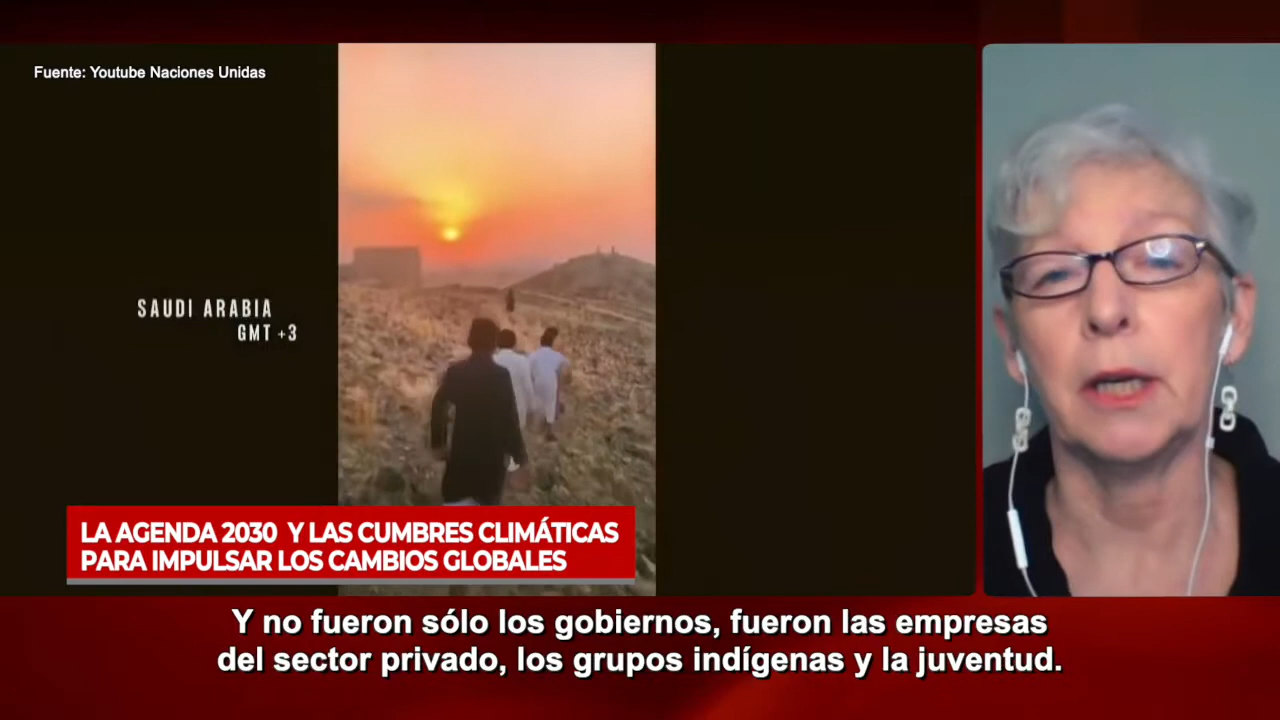 Fuente: Youtube Naciones Unidas
SAUDI ARABIA
GMT +3
LA AGENDA 2030 Y LAS CUMBRES CLIMÁTICAS
PARA IMPULSAR LOS CAMBIOS GLOBALES
Y no fueron sólo los gobiernos, fueron las empresas
del sector privado, los grupos indígenas y la juventud.